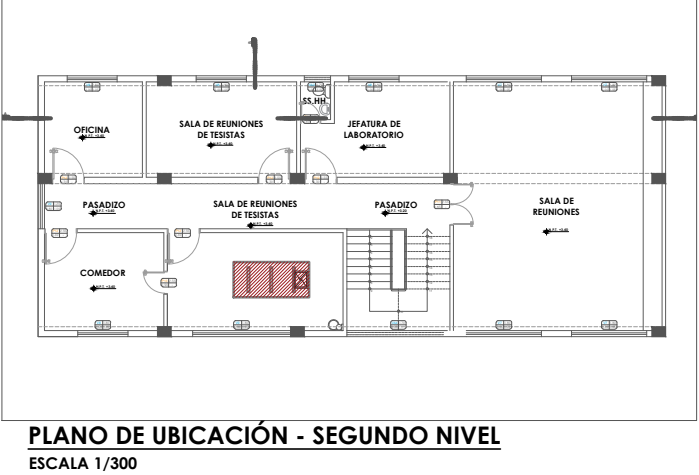 SS.HH.
OFICINA
SALA DE REUNIONES
DE TESISTAS
JEFATURA DE
LABORATORIO
PASADIZO
SALA DE REUNIONES
DE TESISTAS
PASADIZO
SALA DE
REUNIONES
COMEDOR
PLANO DE UBICACIÓN - SEGUNDO NIVEL
ESCALA 1/300